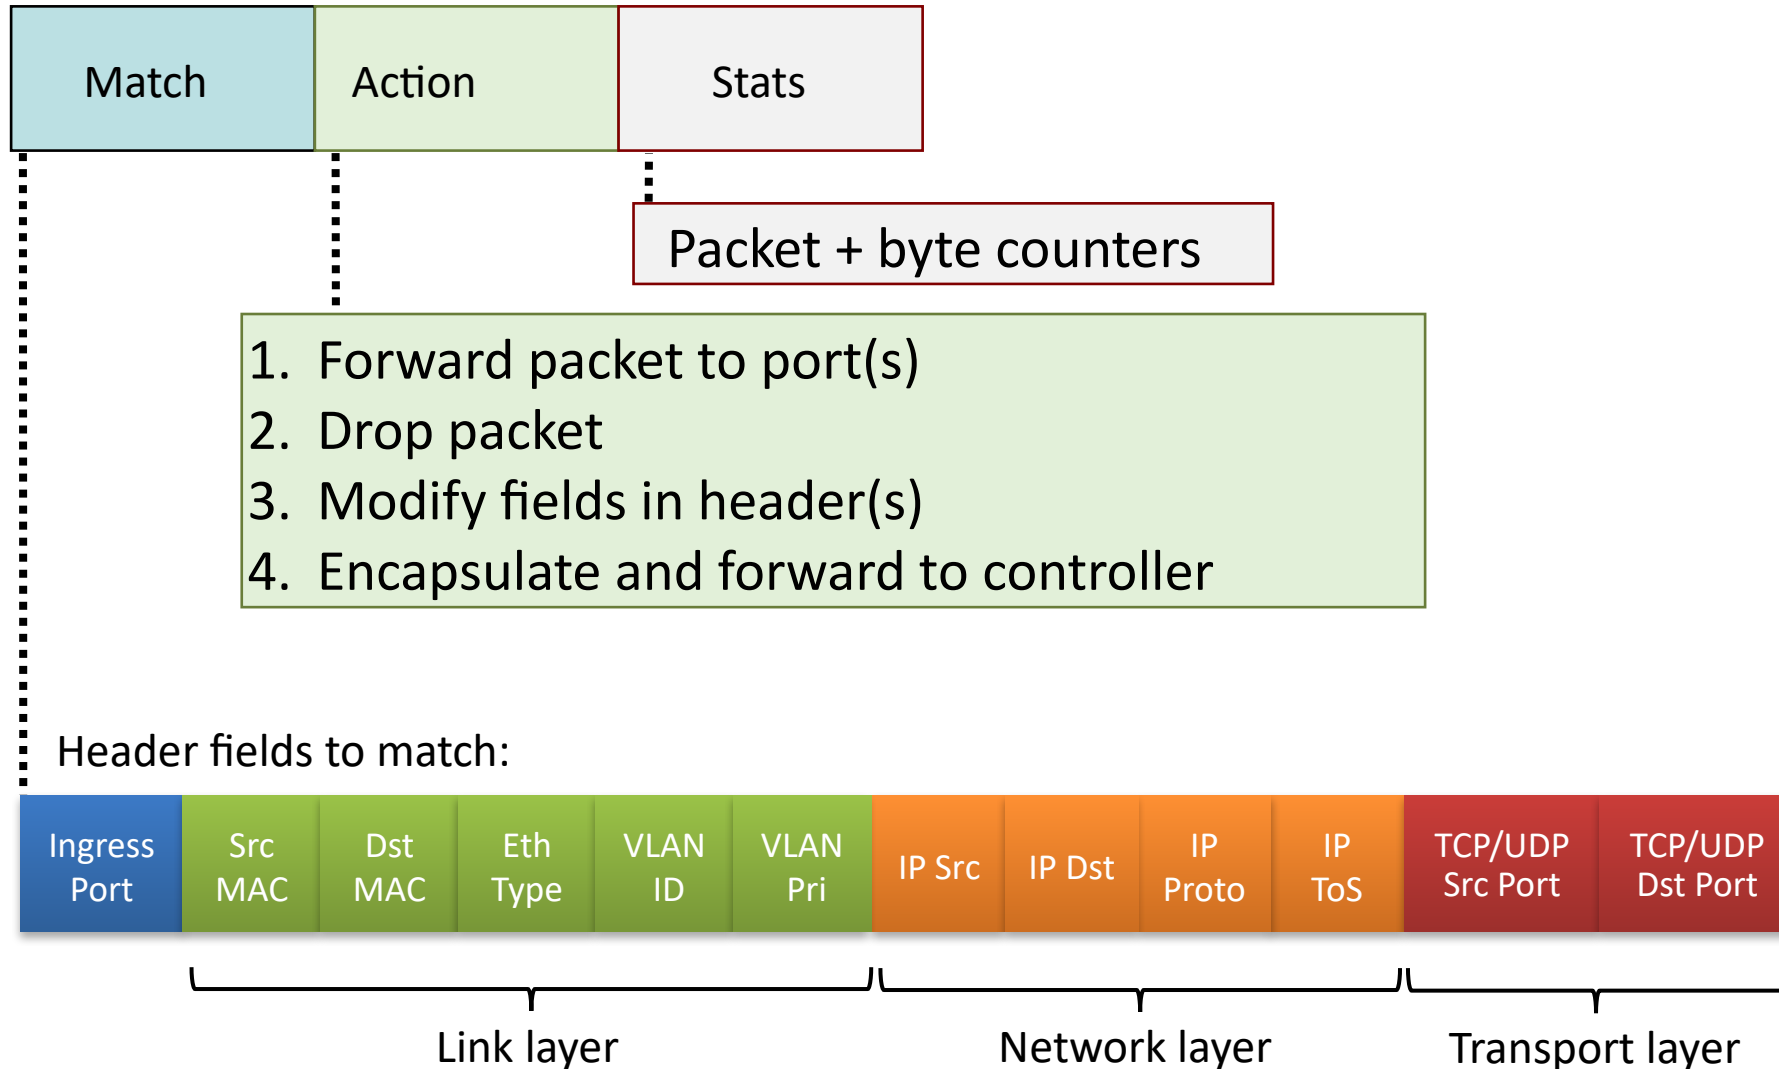 Match
Action
Stats
Packet + byte counters
1. Forward packet to port(s)
2. Drop packet
3. Modify fields in header(s)
4. Encapsulate and forward to controller
Header fields to match:
Ingress
Port
Src
MAC
Dst
MAC
Eth
Type
VLAN
ID
VLAN
Pri
IP Src
IP Dst
IP
Proto
IP
ToS
TCP/UDP
Src Port
TCP/UDP
Dst Port
Link layer
Network layer
Transport layer